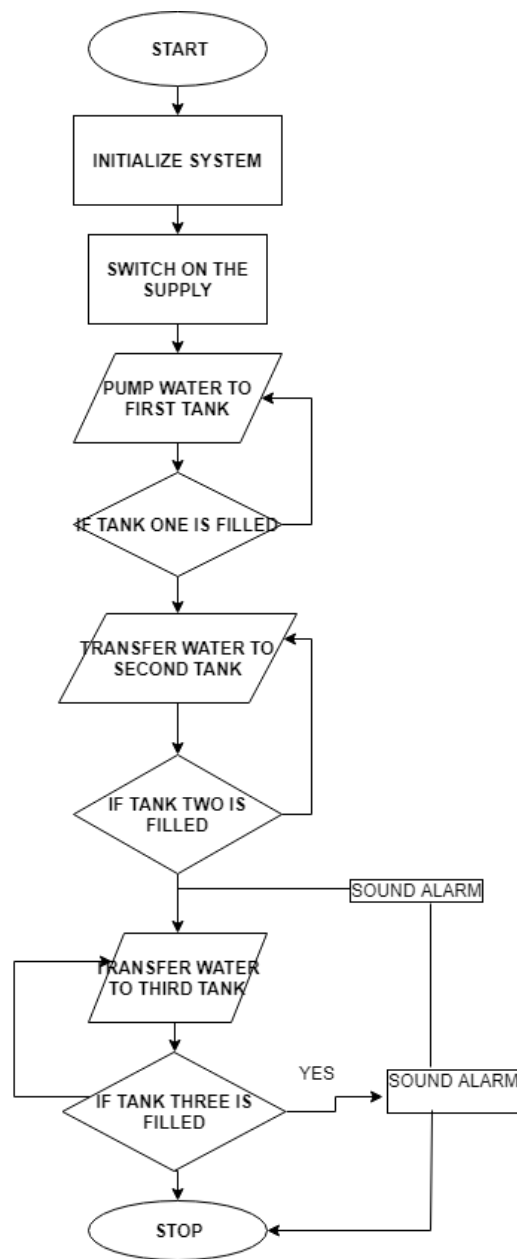 START
INITIALIZE SYSTEM
SWITCH ON THE
SUPPLY
PUMP WATER TO
FIRST TANK
IF TANK ONE IS FILLED
TRANSFER WATER TO
SECOND TANK
IF TANK TWO IS
FILLED
SOUND ALARM
TRANSFER WATER
TO THIRD TANK
YES
SOUND ALARM
IF TANK THREE IS
FILLED
STOP